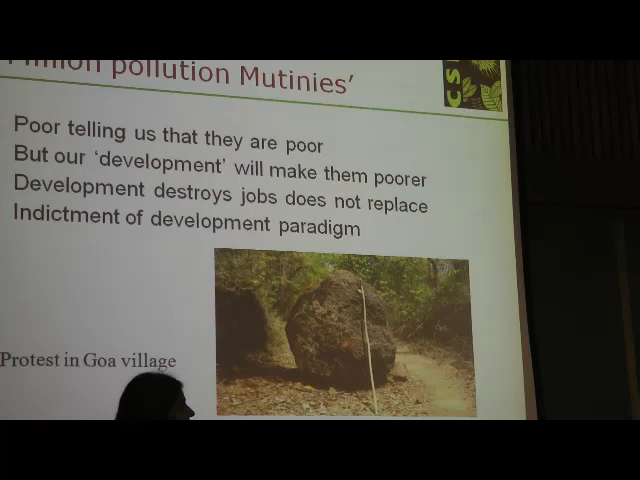 pollution Mutinies’
CS
Poor telling us that they are poor
But our ‘development’ will make them poorer
Development destroys jobs does not replace
Indictment of development paradigm
Protest in Goa village